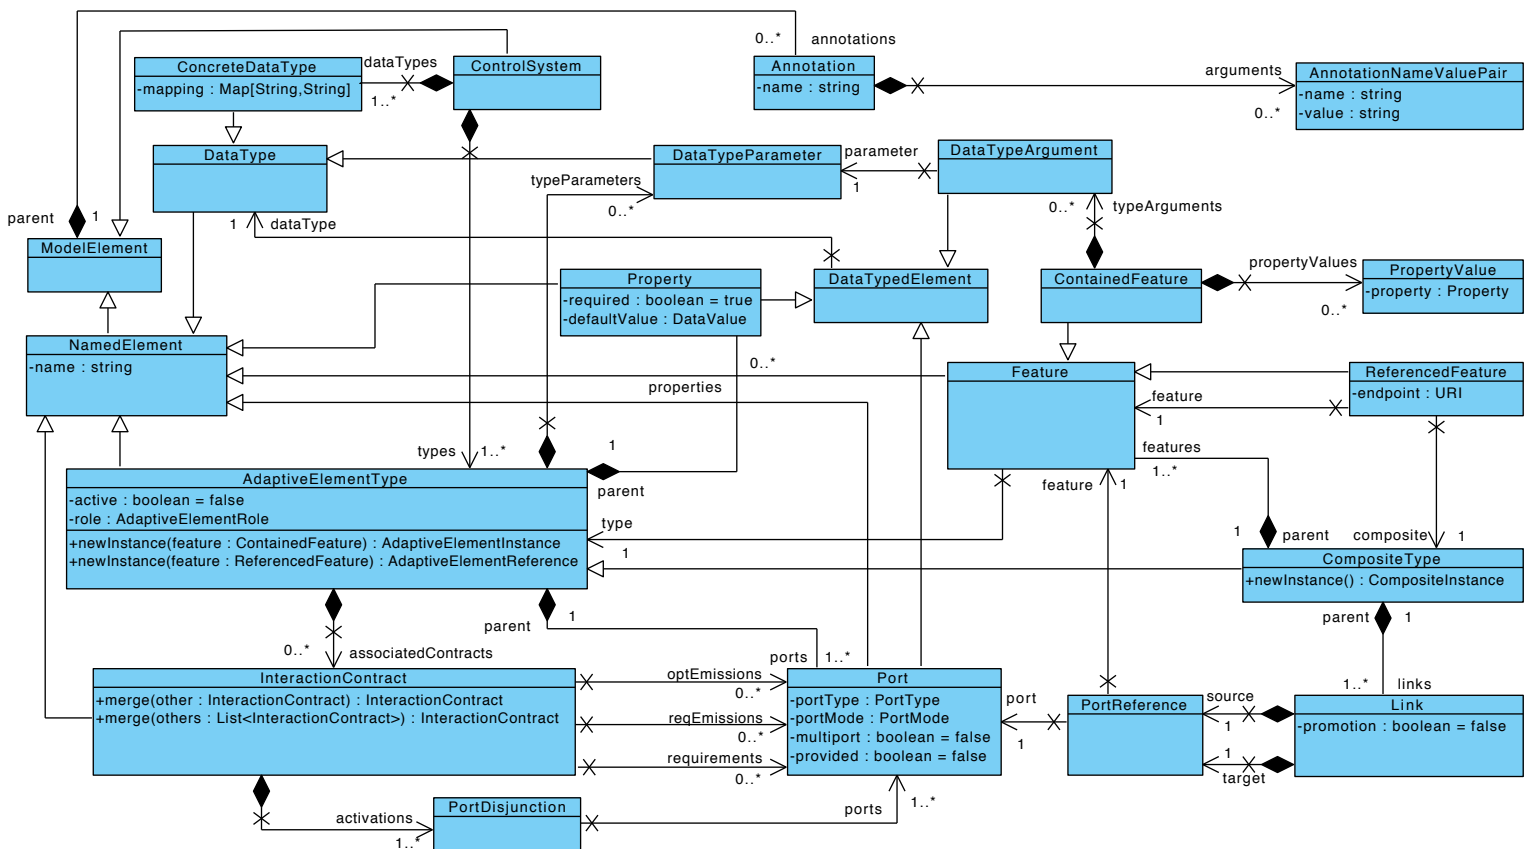 0..*
annotations
dataTypes
1..*
ConcreteDataType
-mapping : Map[String,String]
ControlSystem
Annotation
-name : string
arguments
0..*
AnnotationNameValuePair
-name : string
-value : string
DataType
DataTypeParameter
parameter
1
DataTypeArgument
typeParameters
0..*
0..*
typeArguments
parent
1
1
dataType
ModelElement
Property
-required : boolean = true
-defaultValue : DataValue
DataTypedElement
ContainedFeature
propertyValues
0..*
PropertyValue
-property : Property
NamedElement
-name : string
0..*
properties
Feature
feature
1
ReferencedFeature
-endpoint : URI
types
1..*
1
parent
features
1..*
feature
1
AdaptiveElementType
-active : boolean = false
-role : AdaptiveElementRole
+newInstance(feature : ContainedFeature) : AdaptiveElementInstance
+newInstance(feature : ReferencedFeature) : AdaptiveElementReference
type
1
1
parent
composite
1
CompositeType
+newInstance() : CompositeInstance
parent
1
parent
1
0..*
associatedContracts
ports
1..*
1..*
links
InteractionContract
+merge(other : InteractionContract) : InteractionContract
+merge(others : List<InteractionContract>) : InteractionContract
optEmissions
0..*
reqEmissions
0..*
requirements
0..*
Port
-portType : PortType
-portMode : PortMode
-multiport : boolean = false
-provided : boolean = false
port
1
PortReference
source
1
1
target
Link
-promotion : boolean = false
activations
1..*
PortDisjunction
ports
1..*